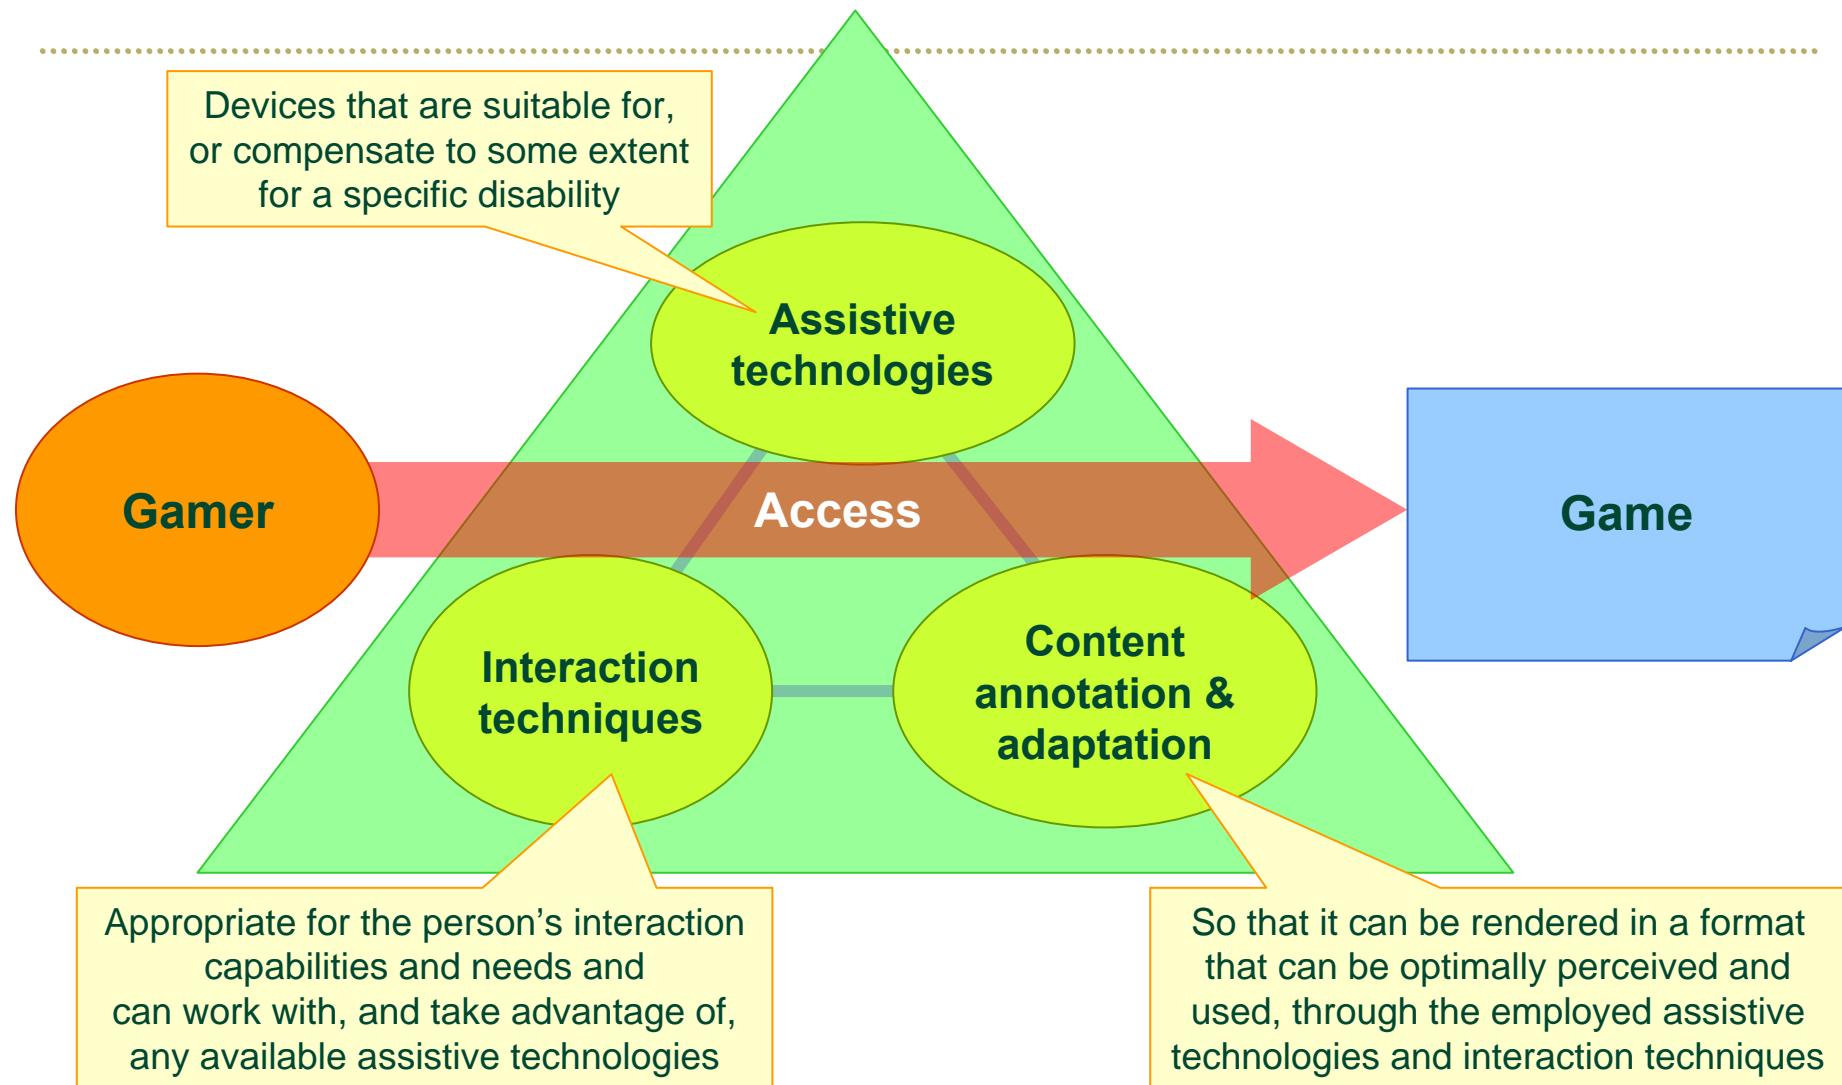 Devices that are suitable for,
or compensate to some extent
for a specific disability
Assistive
technologies
Gamer
Access
Game
Interaction
techniques
Content
annotation &
adaptation
Appropriate for the person’s interaction
capabilities and needs and
can work with, and take advantage of,
any available assistive technologies
So that it can be rendered in a format
that can be optimally perceived and
used, through the employed assistive
technologies and interaction techniques